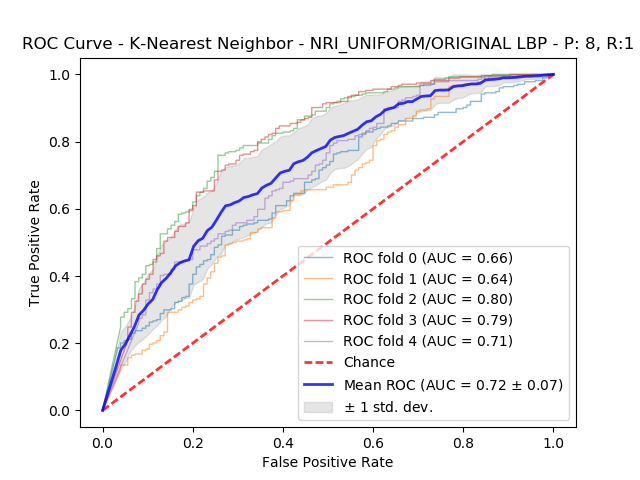 ROC Curve - K-Nearest Neighbor - NRI_UNIFORM/ORIGINAL LBP - P: 8, R:1
True Positive Rate
1.0
0.8
0.6
0.4
0.2
0.0
ROC fold 0 (AUC = 0.66)
ROC fold 1 (AUC = 0.64)
ROC fold 2 (AUC = 0.80)
ROC fold 3 (AUC = 0.79)
ROC fold 4 (AUC = 0.71)
Chance
Mean ROC (AUC = 0.72 ± 0.07)
± 1 std. dev.
0.0 0.2 0.4 0.6 0.8 1.0
False Positive Rate